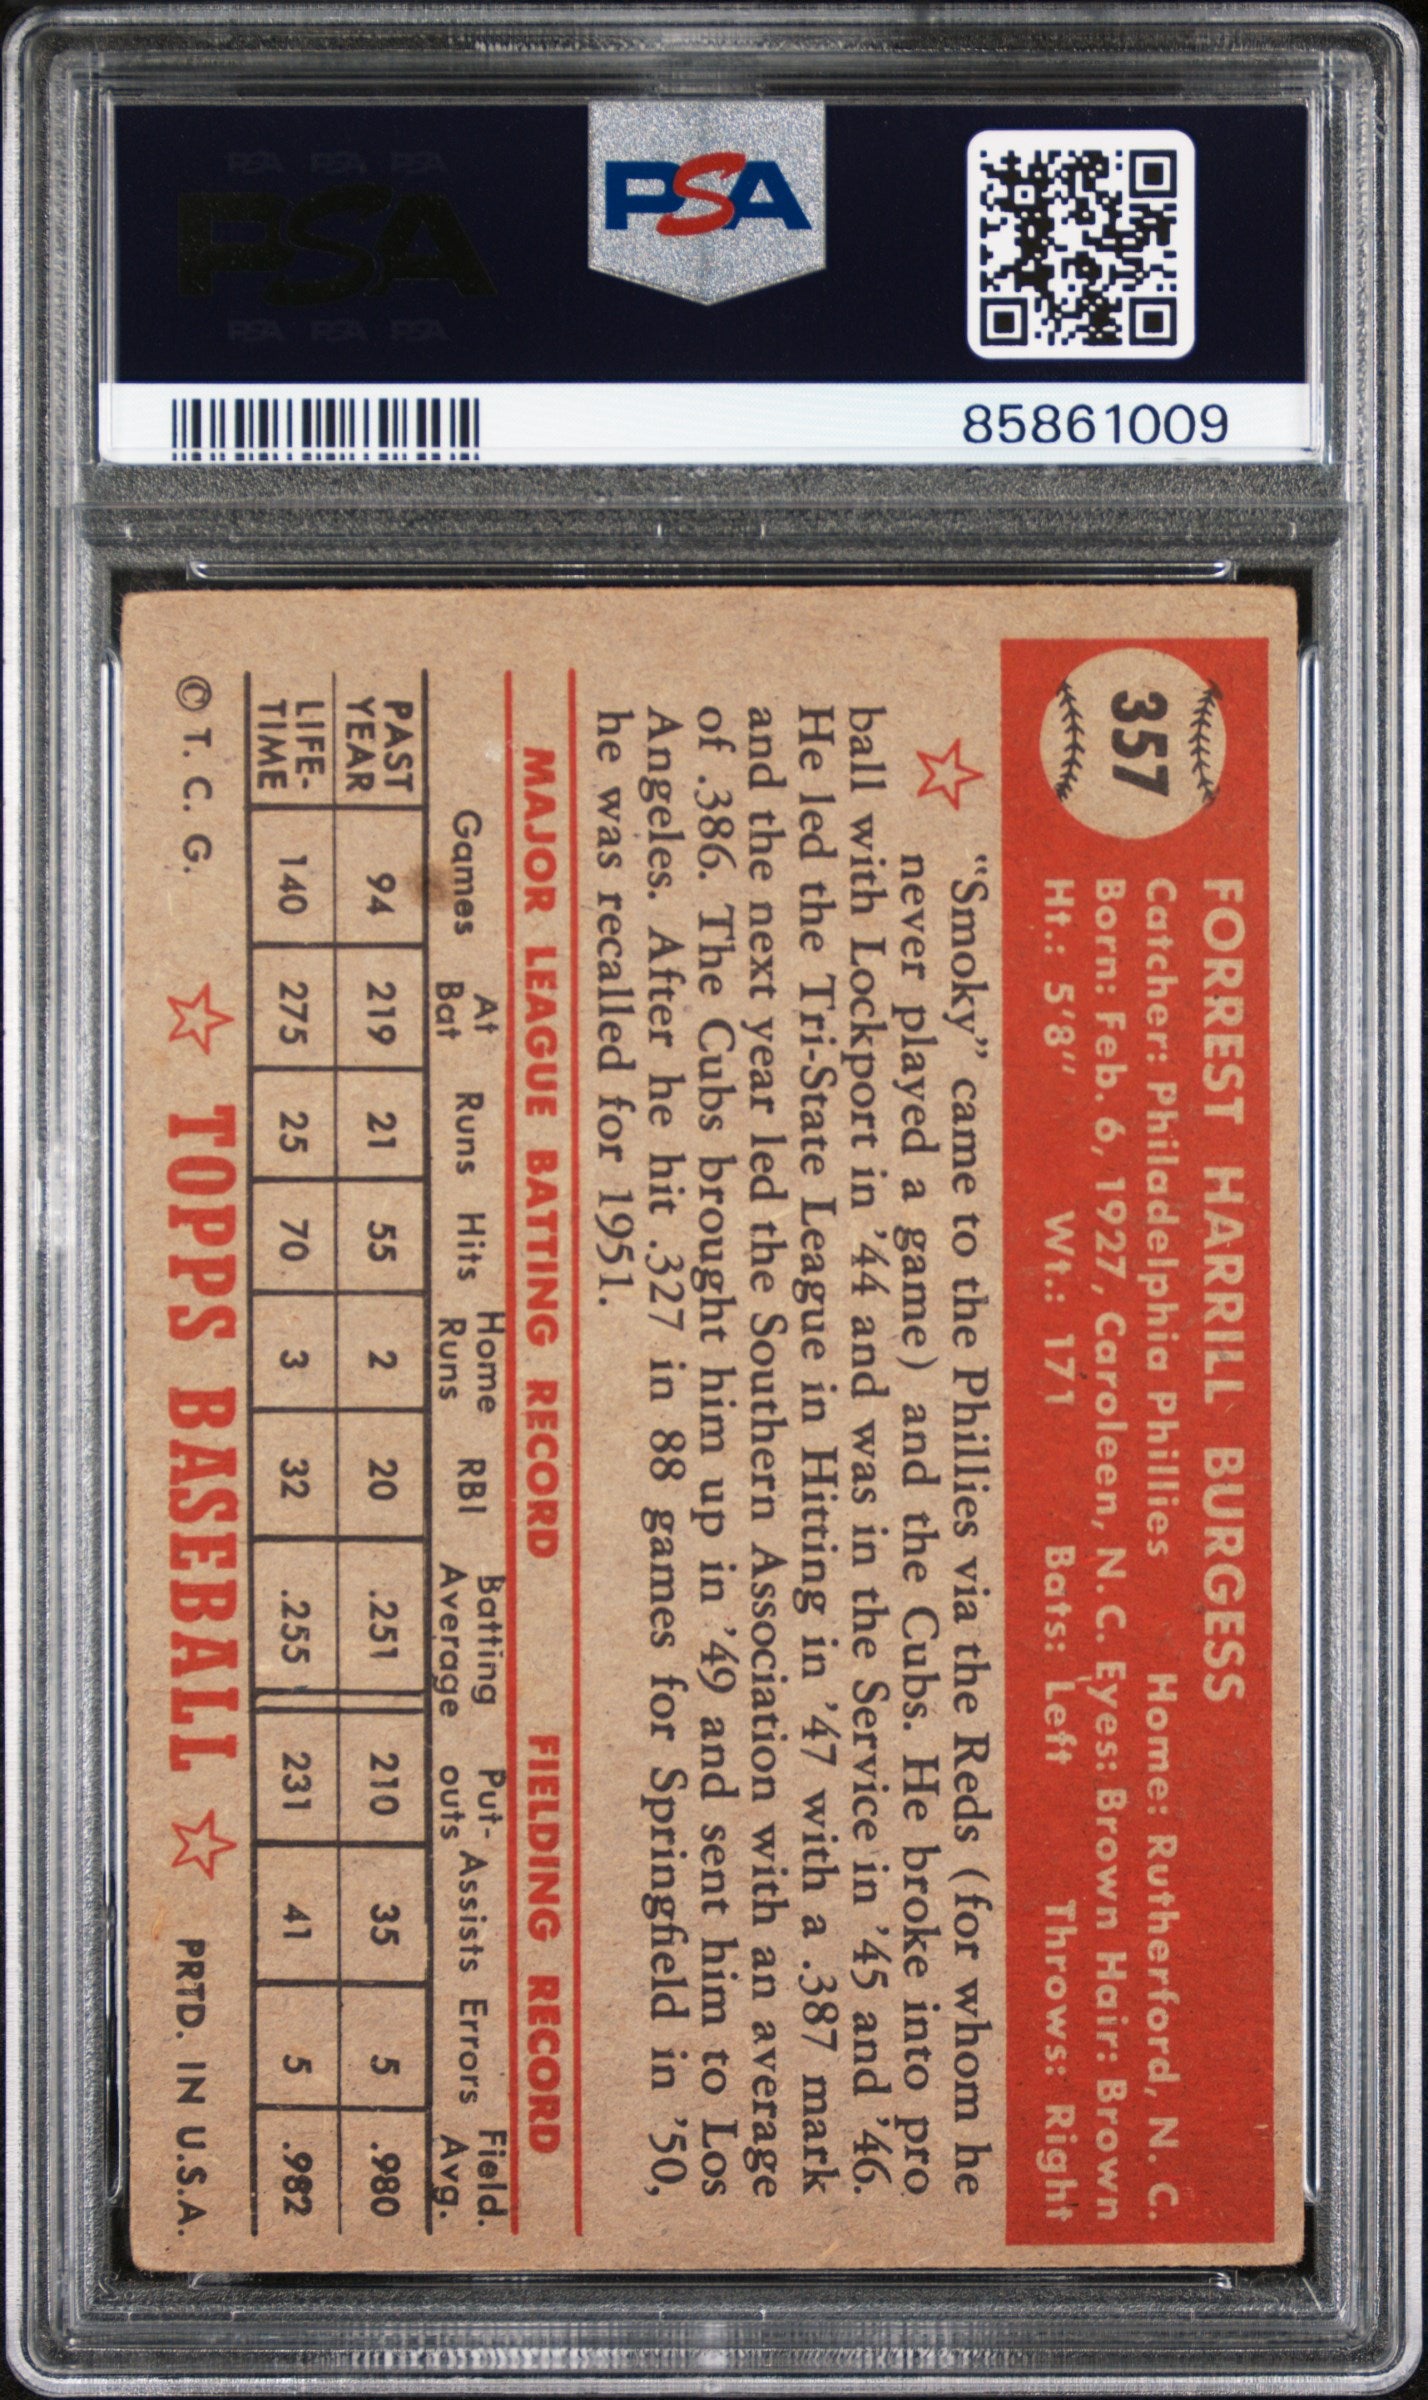 PSA PSA PSA
PSA
PSA PSA PSA
PSA
85861009
357
FORREST HARRILL BURGESS
Catcher: Philadelphia Phillies Home: Rutherford, N. C.
Born: Feb. 6, 1927, Caroleen, N. C. Eyes: Brown Hair: Brown
Ht.: 5'8" Wt.: 171 Bats: Left Throws: Right
"Smoky" came to the Phillies via the Reds (for whom he
never played a game) and the Cubs. He broke into pro
ball with Lockport in '44 and was in the Service in '45 and '46.
He led the Tri-State League in Hitting in '47 with a .387 mark
and the next year led the Southern Association with an average
of .386. The Cubs brought him up in '49 and sent him to Los
Angeles. After he hit .327 in 88 games for Springfield in '50,
he was recalled for 1951.
MAJOR LEAGUE BATTING RECORD FIELDING RECORD
Games At Bat Runs Hits Home Runs RBI Batting Average Put-outs Assists Errors Field. Avg.
PAST YEAR 94 219 21 55 2 20 .251 210 35 5 .980
LIFE-TIME 140 275 25 70 3 32 .255 231 41 5 .982
© T. C. G. TOPPS BASEBALL PRTD. IN U.S.A.